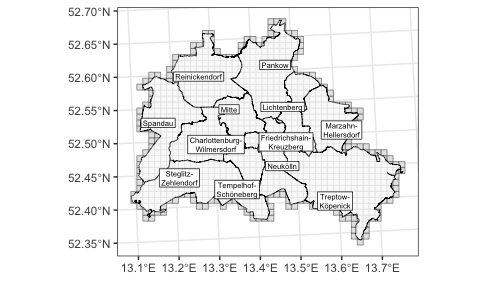 52.70°N
52.65°N
52.60°N
52.55°N
52.50°N
52.45°N
52.40°N
52.35°N
Pankow
Reinickendorf
Mitte
Lichtenberg
Spandau
Marzahn-
Hellersdorf
Charlottenburg-
Wilmersdorf
Friedrichshain-
Kreuzberg
Neukölln
Steglitz-
Zehlendorf
Tempelhof-
Schöneberg
Treptow-
Köpenick
13.1°E 13.2°E 13.3°E 13.4°E 13.5°E 13.6°E 13.7°E